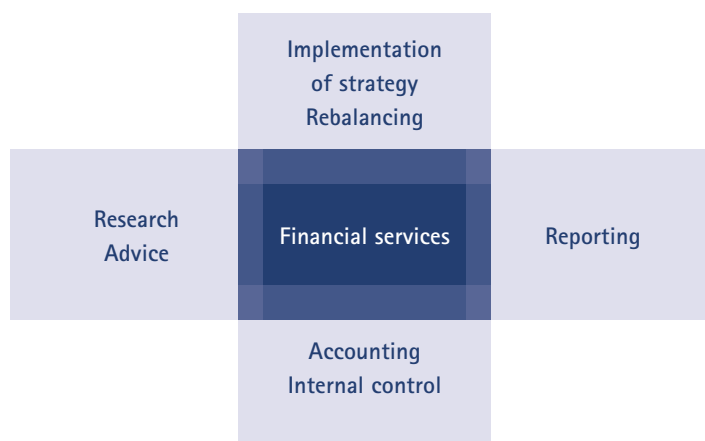 Implementation
of strategy
Rebalancing
Research
Advice
Financial services
Reporting
Accounting
Internal control